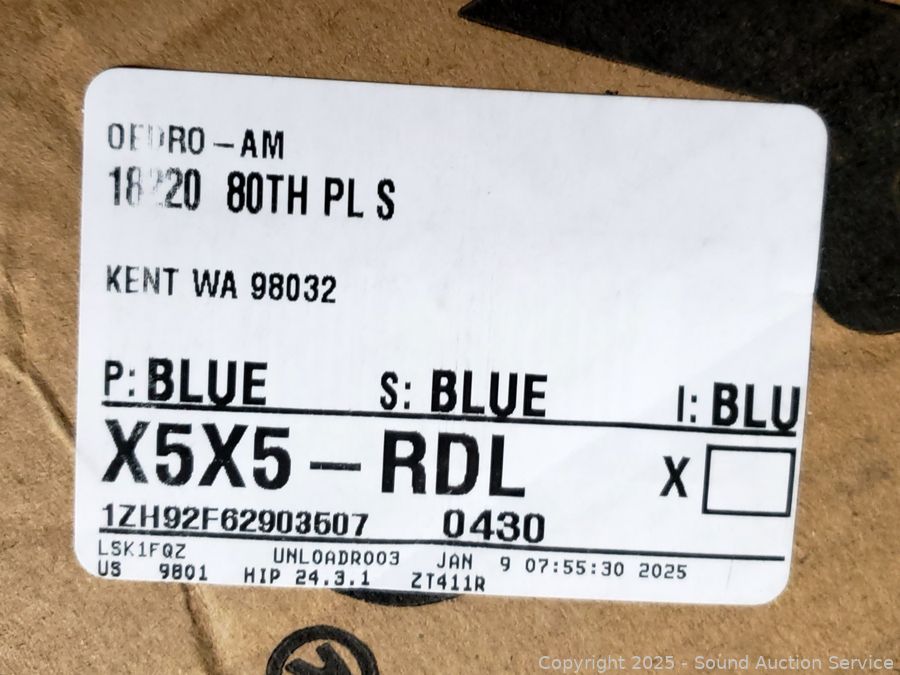 OEDRO-AM
80TH PL S
KENT WA 98032
P: BLUE S: BLUE I: BLU
X5X5-RDL X
1ZH92F62903607 0430
LSK1FQZ UNLOADR003 JAN 9 07:55:30 2025
US 9801 HIP 24.3.1 ZT411R
Copyright 2025 - Sound Auction Service